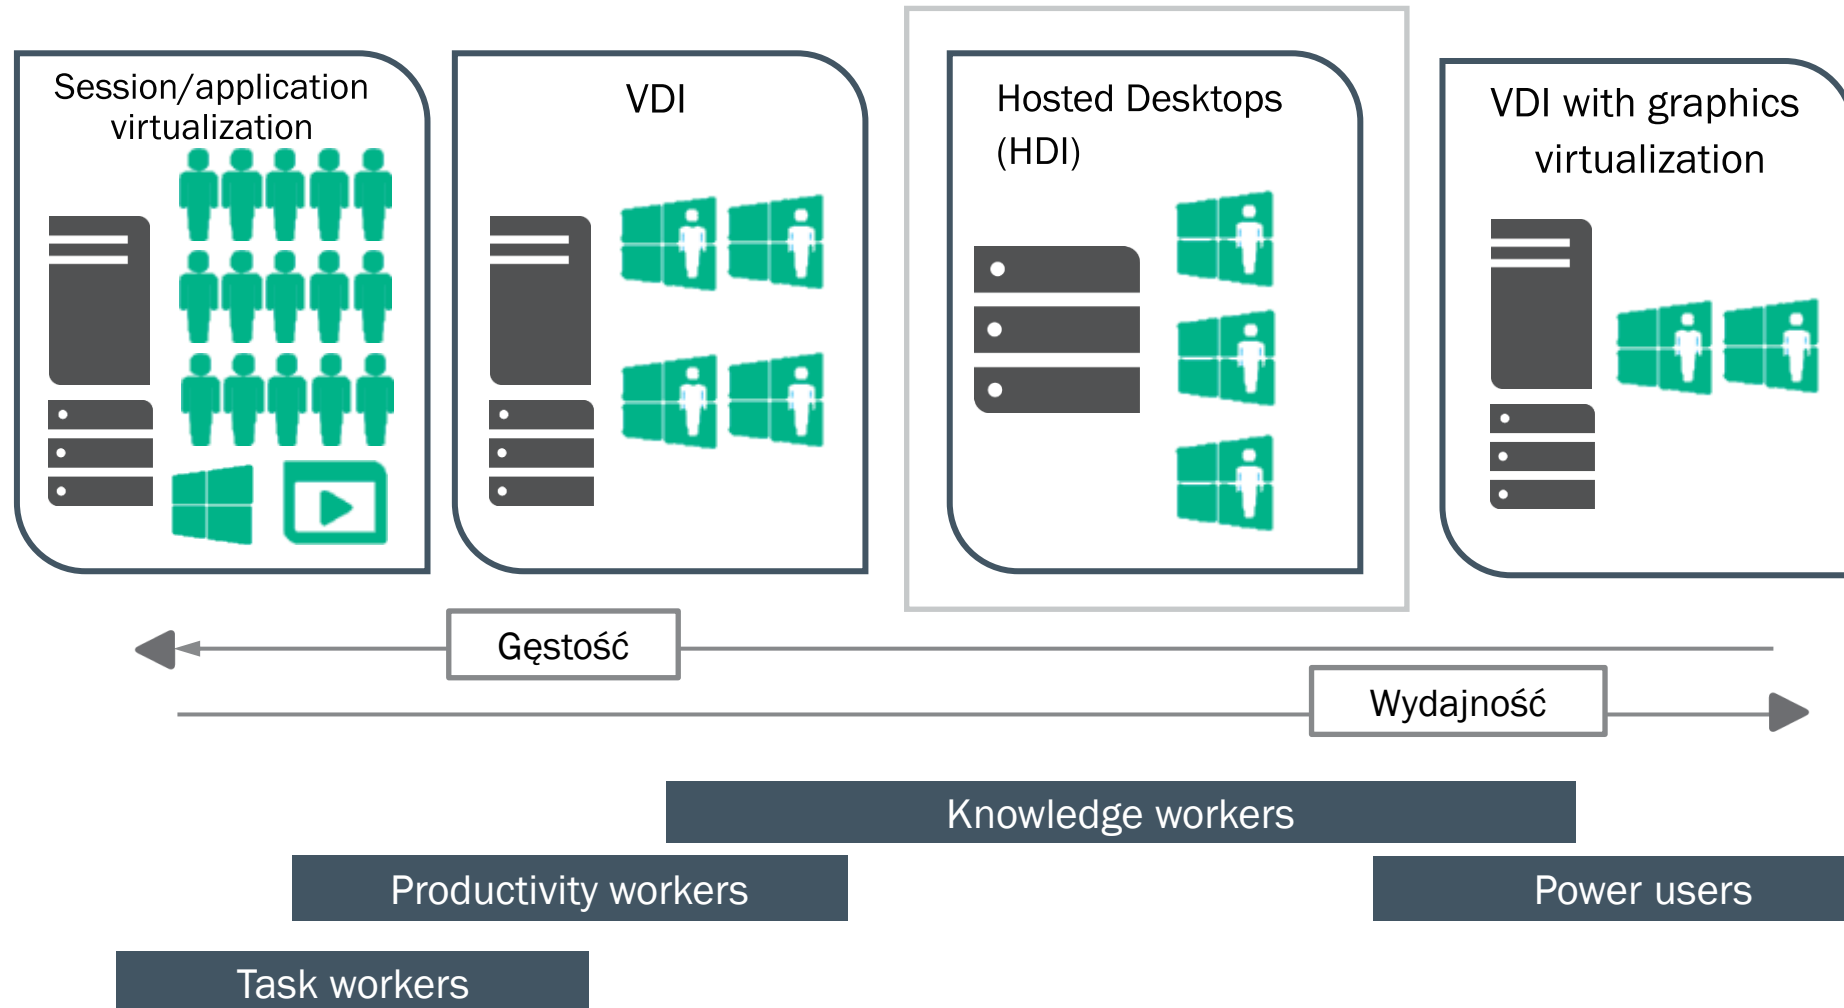 Session/application
virtualization
VDI
Hosted Desktops
(HDI)
VDI with graphics
virtualization
Gęstość
Wydajność
Knowledge workers
Productivity workers
Power users
Task workers